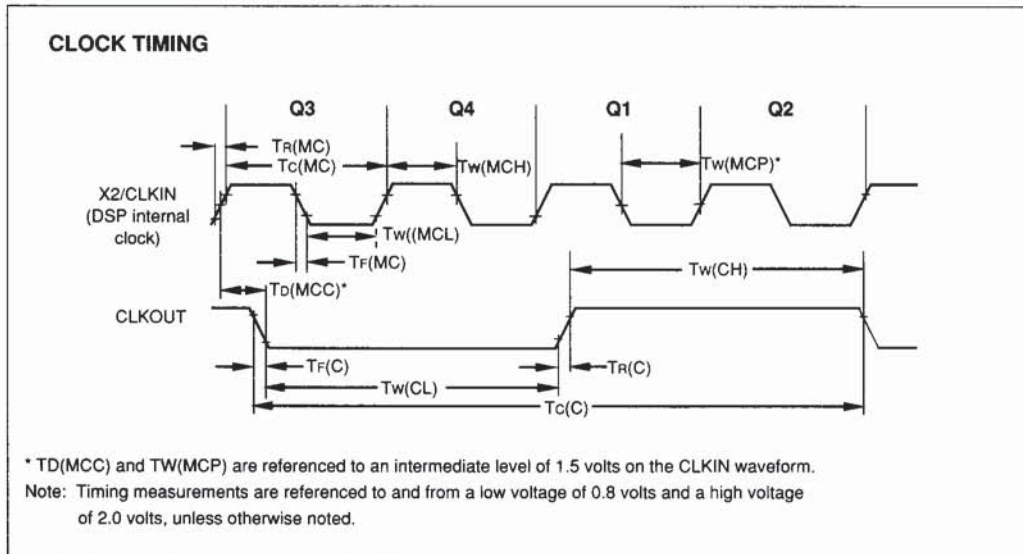 CLOCK TIMING
Q3 Q4 Q1 Q2
TR(MC)
TC(MC)
TW(MCH)
TW(MCP)*
X2/CLKIN
(DSP internal
clock)
TW((MCL)
TF(MC)
TW(CH)
TD(MCC)*
CLKOUT
TF(C)
TR(C)
TW(CL)
TC(C)
* TD(MCC) and TW(MCP) are referenced to an intermediate level of 1.5 volts on the CLKIN waveform.
Note: Timing measurements are referenced to and from a low voltage of 0.8 volts and a high voltage
of 2.0 volts, unless otherwise noted.